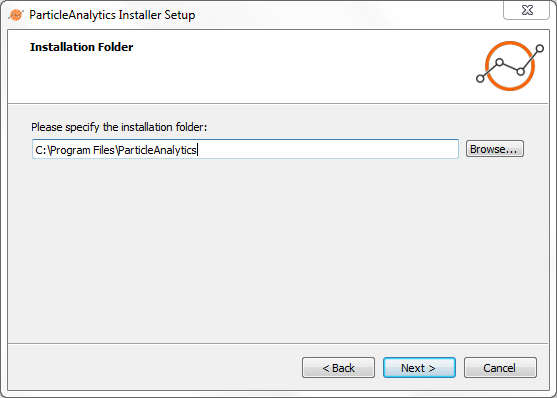 ParticleAnalytics Installer Setup
Installation Folder
Please specify the installation folder:
C:\Program Files\ParticleAnalytics
Browse...
< Back
Next >
Cancel